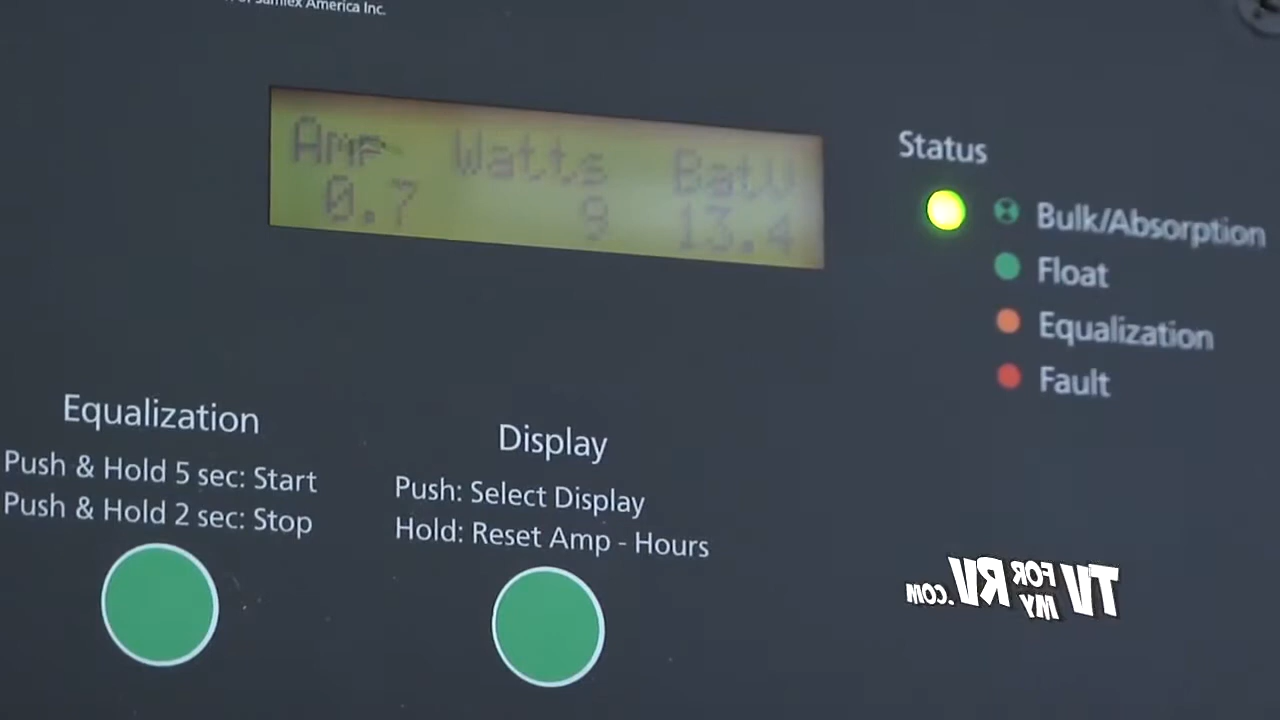 Samlex America Inc.
Amp Watts BatV
0.7 9 13.4
Status
Bulk/Absorption
Float
Equalization
Fault
Equalization
Push & Hold 5 sec: Start
Push & Hold 2 sec: Stop
Display
Push: Select Display
Hold: Reset Amp - Hours
TV FOR MY RV.COM